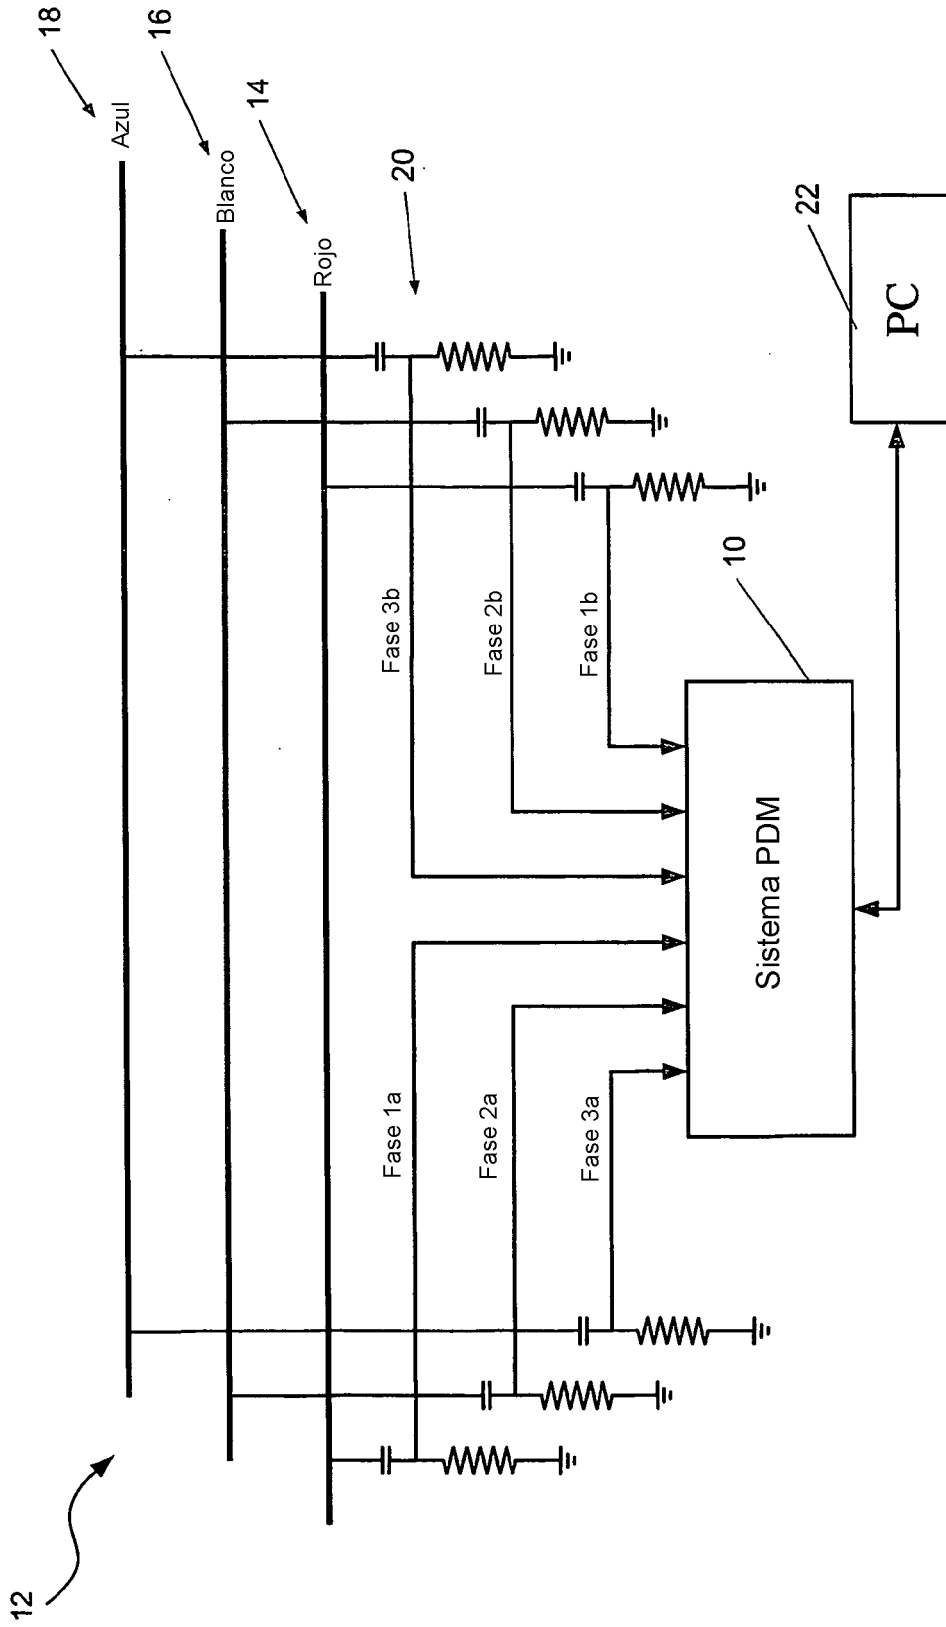 18
Azul
16
Blanco
14
Rojo
20
22
PC
Fase 3b
Fase 2b
Fase 1b
10
Sistema PDM
Fase 1a
Fase 2a
Fase 3a
12